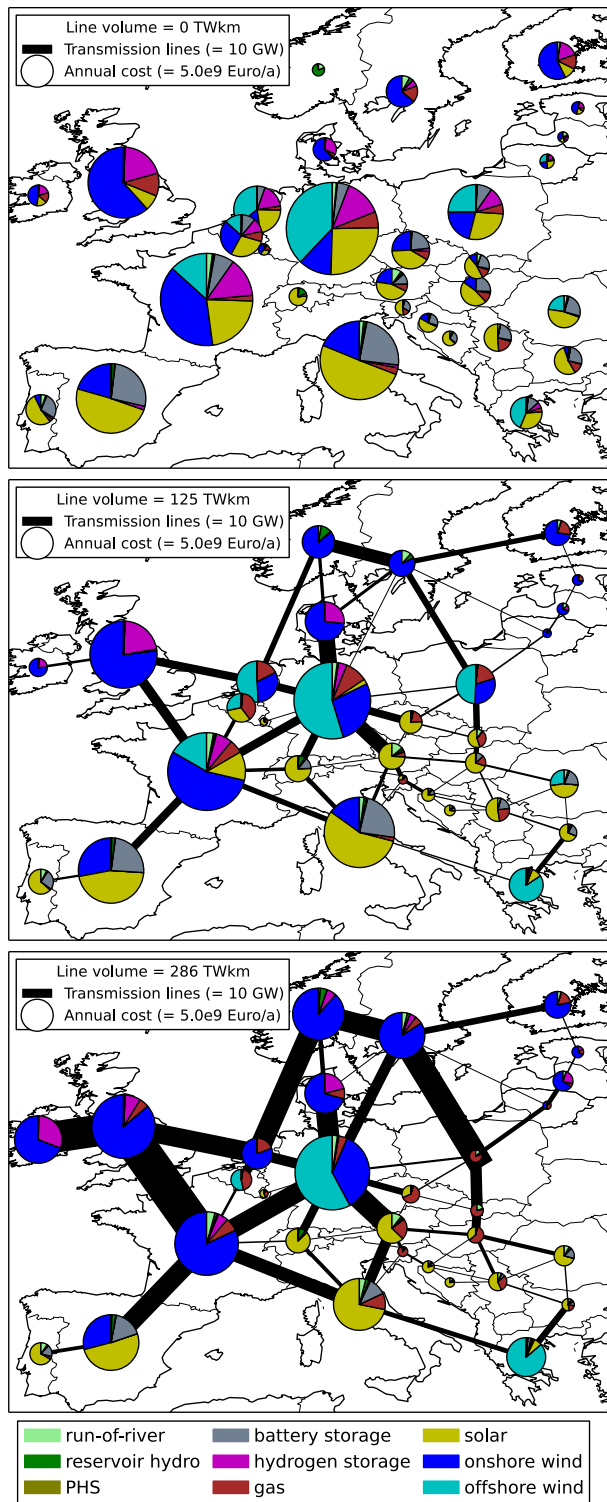 Line volume = 0 TWkm
Transmission lines (= 10 GW)
Annual cost (= 5.0e9 Euro/a)
Line volume = 125 TWkm
Transmission lines (= 10 GW)
Annual cost (= 5.0e9 Euro/a)
Line volume = 286 TWkm
Transmission lines (= 10 GW)
Annual cost (= 5.0e9 Euro/a)
run-of-river battery storage solar
reservoir hydro hydrogen storage onshore wind
PHS gas offshore wind